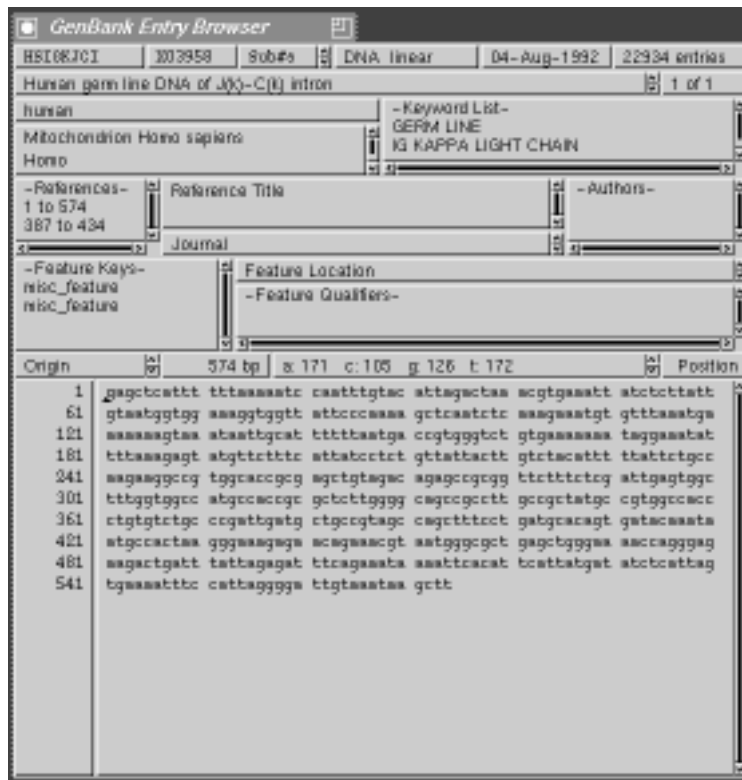 GenBank Entry Browser
HSIGKJCI X03958 Sub#s DNA linear 04-Aug-1992 22934 entries
Human germ line DNA of J(k)-C(k) intron 1 of 1
human
Mitochondrion Homo sapiens
Homo
-Keyword List-
GERM LINE
IG KAPPA LIGHT CHAIN
-References-
1 to 574
387 to 434
Reference Title
Journal
-Authors-
-Feature Keys-
misc_feature
misc_feature
Feature Location
-Feature Qualifiers-
Origin 574 bp a: 171 c: 105 g: 126 t: 172 Position
1 gagctcattt tttaaaaatc caatttgtac attagactaa acgtgaaatt atctcttatt
61 gtaatggtgg aaaggtggtt attcccaaaa gctcaatctc aaagaaatgt gtttaaatga
121 aaaaaagtaa ataattgcat tttttaatga ccgtgggtct gtgaaaaaaa taggaaatat
181 tttaaagagt atgttctttc attatcctct gttattactt gtctacattt ttattctgcc
241 aagaaggccg tggcaccgcg agctgtagac agagccgcgg ttctttctcg attgagtggc
301 tttggtggcc atgccaccgc gctcttgggg cagccgcctt gccgctatgc cgtggccacc
361 ctgtgtctgc ccgattgatg ctgccgtagc cagctttcct gatgcacagt gatacaaata
421 atgccactaa gggaaagaga acagaaacgt aatgggcgct gagctgggaa aaccagggag
481 aagactgatt tattagagat ttcagaaata aaattcacat tcattatgat atctcattag
541 tgaaaatttc cattagggga ttgtaaataa gctt